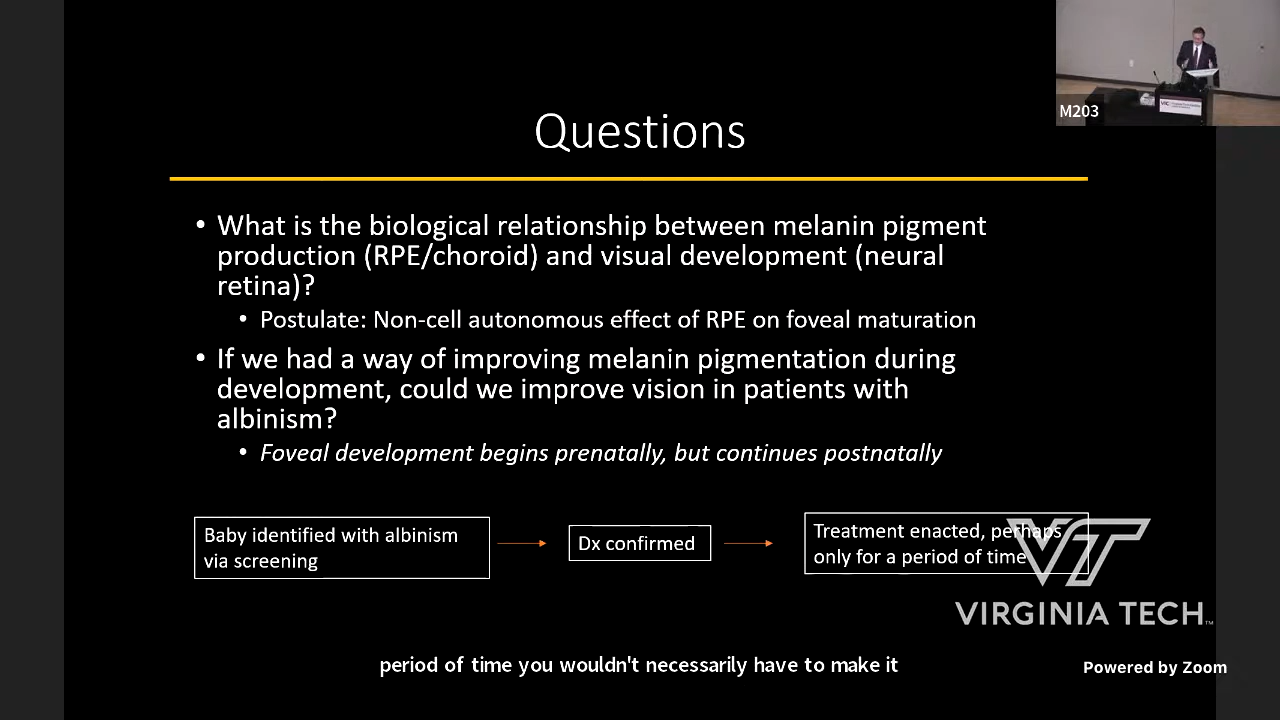 M203
Questions
• What is the biological relationship between melanin pigment
production (RPE/choroid) and visual development (neural
retina)?
• Postulate: Non-cell autonomous effect of RPE on foveal maturation
• If we had a way of improving melanin pigmentation during
development, could we improve vision in patients with
albinism?
• Foveal development begins prenatally, but continues postnatally
Baby identified with albinism
via screening
Dx confirmed
Treatment enacted, perhaps
only for a period of time
VT
VIRGINIA TECH™
period of time you wouldn't necessarily have to make it
Powered by Zoom